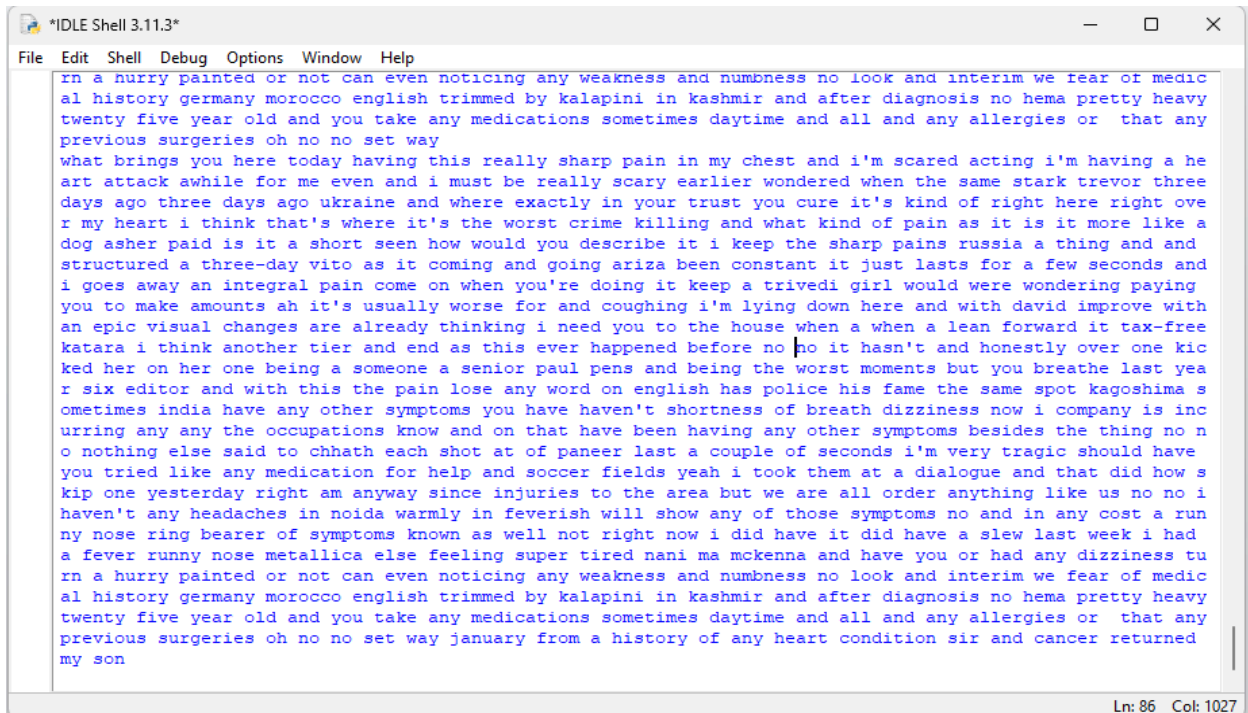 *IDLE Shell 3.11.3*
File Edit Shell Debug Options Window Help
rn a hurry painted or not can even noticing any weakness and numbness no look and interim we fear of medic
al history germany morocco english trimmed by kalapini in kashmir and after diagnosis no hema pretty heavy
twenty five year old and you take any medications sometimes daytime and all and any allergies or  that any
previous surgeries oh no no set way
what brings you here today having this really sharp pain in my chest and i'm scared acting i'm having a he
art attack awhile for me even and i must be really scary earlier wondered when the same stark trevor three
days ago three days ago ukraine and where exactly in your trust you cure it's kind of right here right ove
r my heart i think that's where it's the worst crime killing and what kind of pain as it is it more like a
dog asher paid is it a short seen how would you describe it i keep the sharp pains russia a thing and and
structured a three-day vito as it coming and going ariza been constant it just lasts for a few seconds and
i goes away an integral pain come on when you're doing it keep a trivedi girl would were wondering paying
you to make amounts ah it's usually worse for and coughing i'm lying down here and with david improve with
an epic visual changes are already thinking i need you to the house when a when a lean forward it tax-free
katara i think another tier and end as this ever happened before no no it hasn't and honestly over one kic
ked her on her one being a someone a senior paul pens and being the worst moments but you breathe last yea
r six editor and with this the pain lose any word on english has police his fame the same spot kagoshima s
ometimes india have any other symptoms you have haven't shortness of breath dizziness now i company is inc
urring any any the occupations know and on that have been having any other symptoms besides the thing no n
o nothing else said to chhath each shot at of paneer last a couple of seconds i'm very tragic should have
you tried like any medication for help and soccer fields yeah i took them at a dialogue and that did how s
kip one yesterday right am anyway since injuries to the area but we are all order anything like us no no i
haven't any headaches in noida warmly in feverish will show any of those symptoms no and in any cost a run
ny nose ring bearer of symptoms known as well not right now i did have it did have a slew last week i had
a fever runny nose metallica else feeling super tired nani ma mckenna and have you or had any dizziness tu
rn a hurry painted or not can even noticing any weakness and numbness no look and interim we fear of medic
al history germany morocco english trimmed by kalapini in kashmir and after diagnosis no hema pretty heavy
twenty five year old and you take any medications sometimes daytime and all and any allergies or  that any
previous surgeries oh no no set way january from a history of any heart condition sir and cancer returned
my son
Ln: 86 Col: 1027